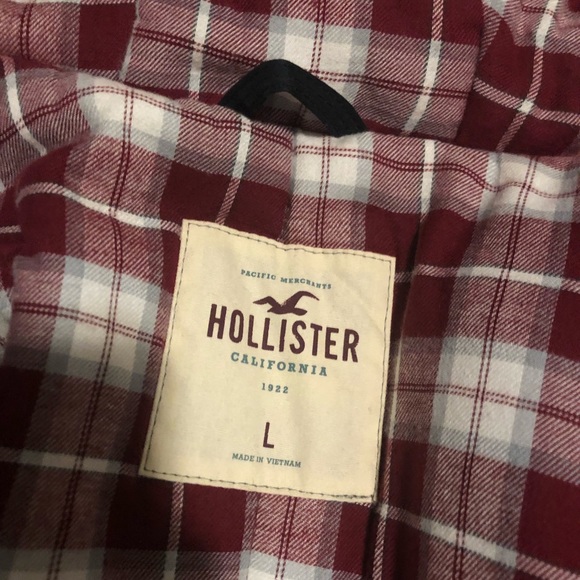 PACIFIC MERCHANTS
HOLLISTER
CALIFORNIA
1922
L
MADE IN VIETNAM